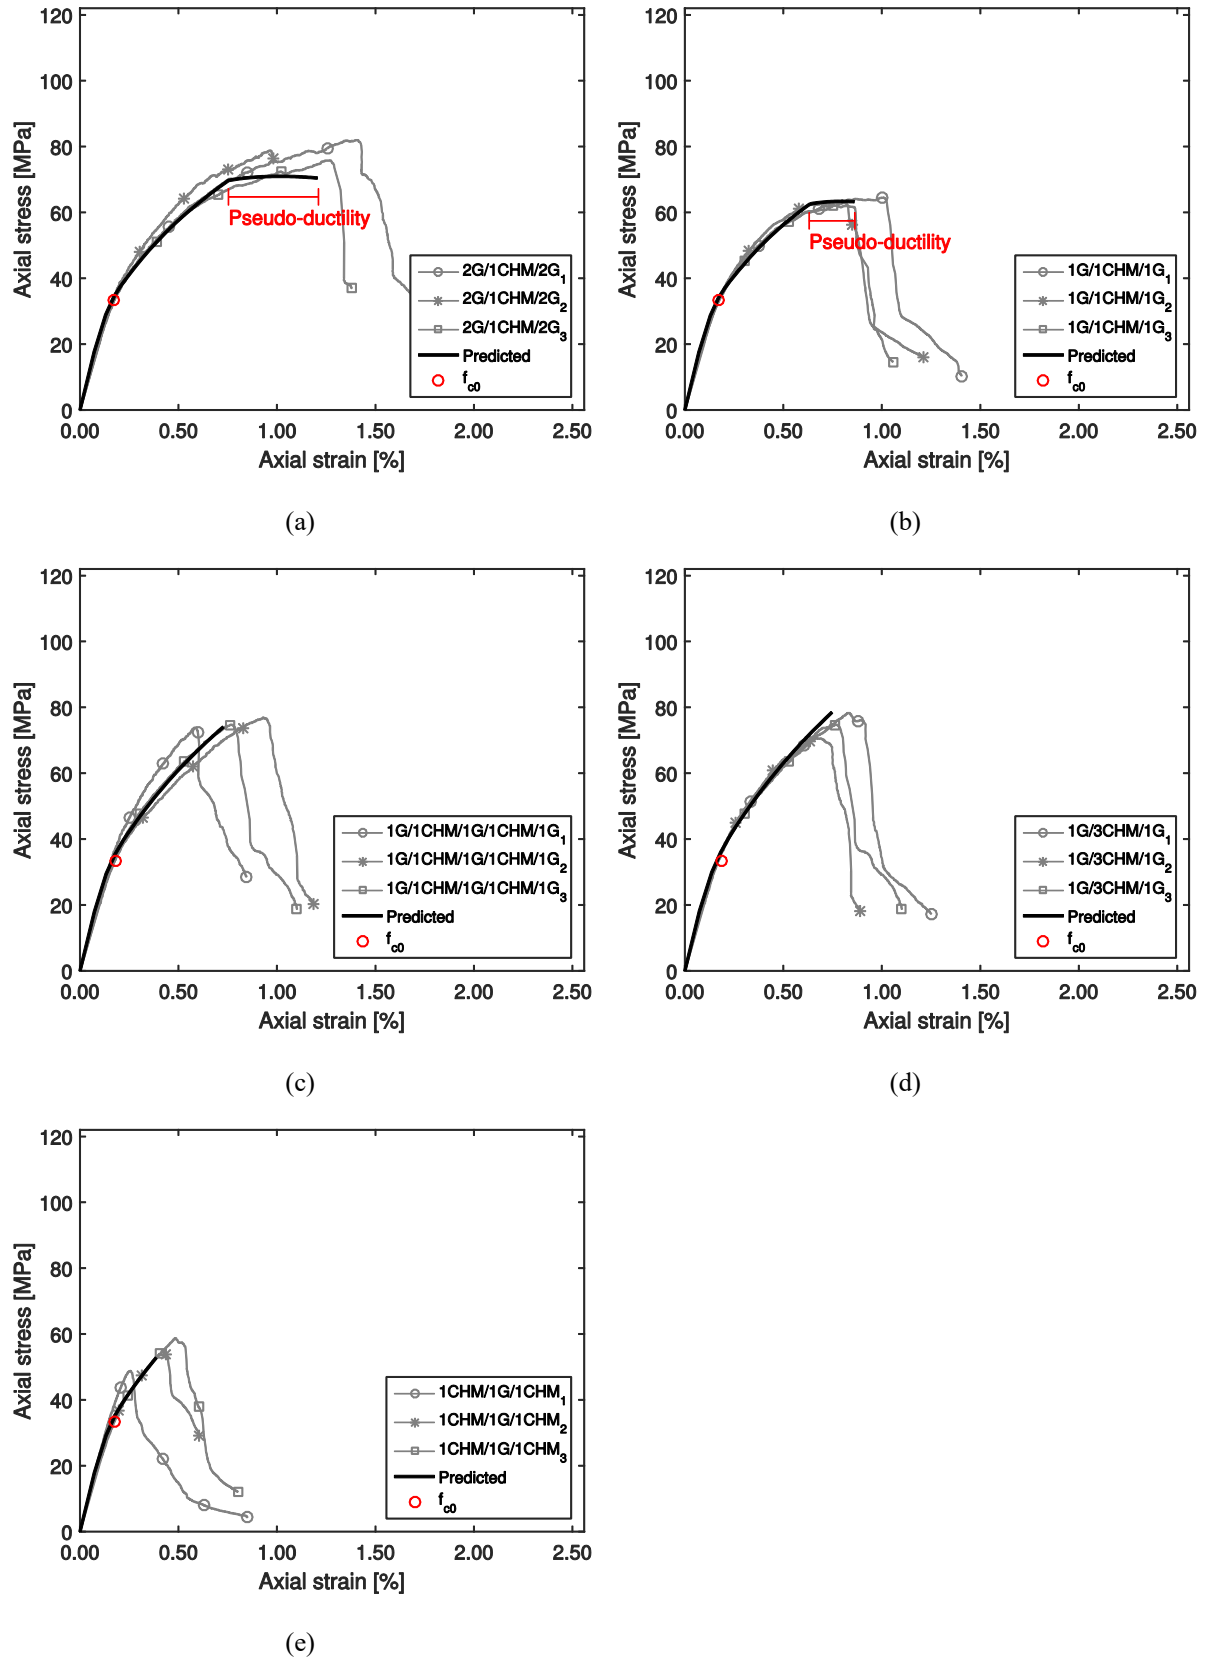 120
100
80
60
40
20
0
Axial stress [MPa]
Pseudo-ductility
2G/1CHM/2G1
2G/1CHM/2G2
2G/1CHM/2G3
Predicted
fc0
0.00 0.50 1.00 1.50 2.00 2.50
Axial strain [%]
(a)
120
100
80
60
40
20
0
Axial stress [MPa]
Pseudo-ductility
1G/1CHM/1G1
1G/1CHM/1G2
1G/1CHM/1G3
Predicted
fc0
0.00 0.50 1.00 1.50 2.00 2.50
Axial strain [%]
(b)
120
100
80
60
40
20
0
Axial stress [MPa]
1G/1CHM/1G/1CHM/1G1
1G/1CHM/1G/1CHM/1G2
1G/1CHM/1G/1CHM/1G3
Predicted
fc0
0.00 0.50 1.00 1.50 2.00 2.50
Axial strain [%]
(c)
120
100
80
60
40
20
0
Axial stress [MPa]
1G/3CHM/1G1
1G/3CHM/1G2
1G/3CHM/1G3
Predicted
fc0
0.00 0.50 1.00 1.50 2.00 2.50
Axial strain [%]
(d)
120
100
80
60
40
20
0
Axial stress [MPa]
1CHM/1G/1CHM1
1CHM/1G/1CHM2
1CHM/1G/1CHM3
Predicted
fc0
0.00 0.50 1.00 1.50 2.00 2.50
Axial strain [%]
(e)